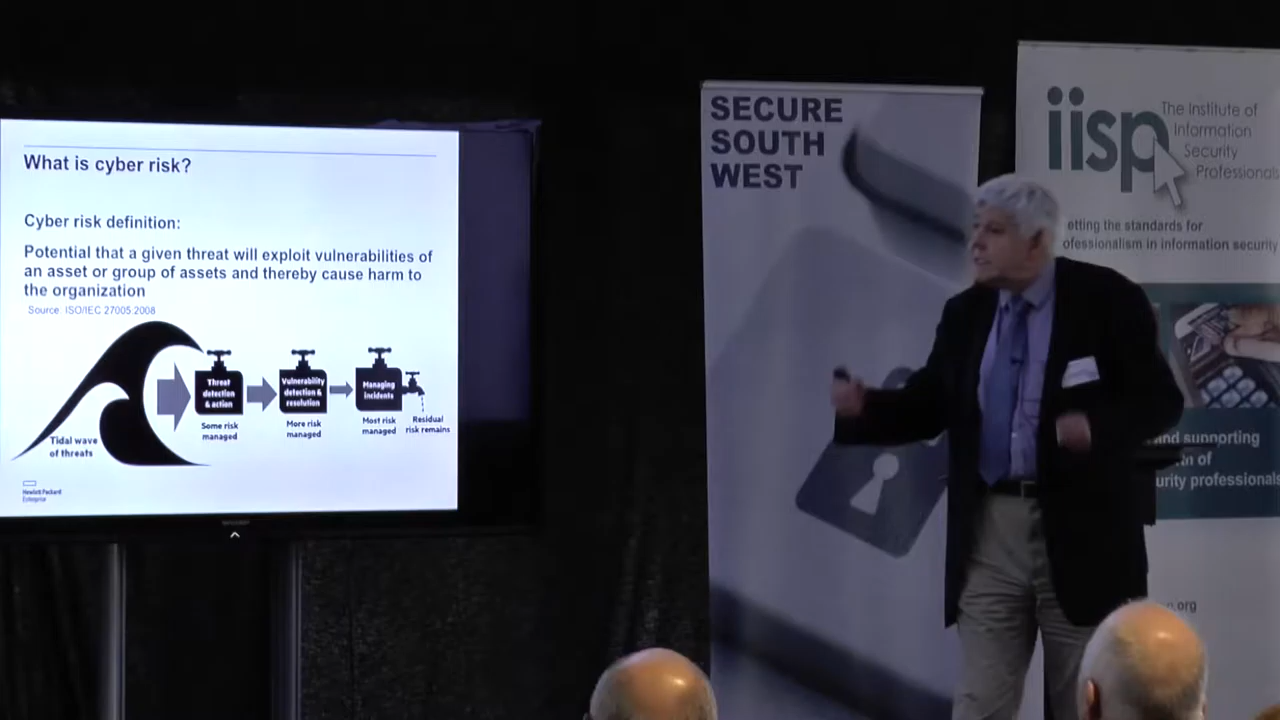 What is cyber risk?
Cyber risk definition:
Potential that a given threat will exploit vulnerabilities of
an asset or group of assets and thereby cause harm to
the organization
Source ISO/IEC 27005:2008
Threat
detection
& action
Vulnerability
detection &
resolution
Managing
incidents
Some risk
managed
More risk
managed
Most risk
managed
Residual
risk remains
Tidal wave
of threats
Hewlett Packard
Enterprise
SECURE
SOUTH
WEST
iisp
The Institute of
Information
Security
Professionals
etting the standards for
ofessionalism in information security
and supporting
of
urity professionals
.org